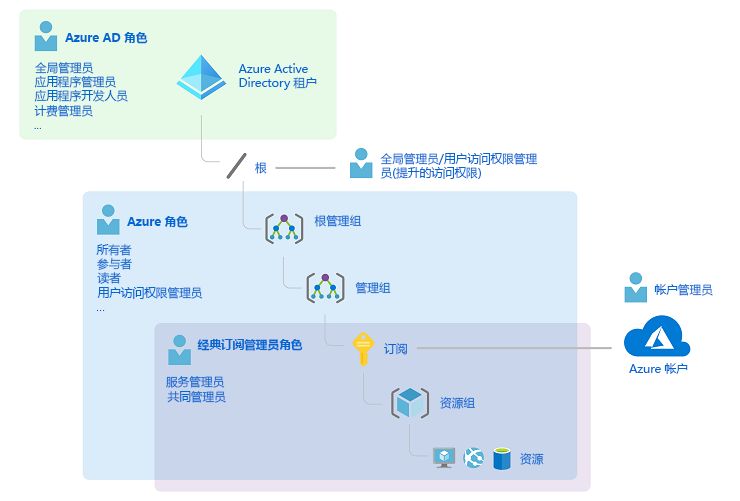 Azure AD 角色
全局管理员
应用程序管理员
应用程序开发人员
计费管理员
...
Azure Active
Directory 租户
根
全局管理员/用户访问权限管理
员(提升的访问权限)
Azure 角色
所有者
参与者
读者
用户访问权限管理员
...
根管理组
管理组
帐户管理员
Azure 帐户
经典订阅管理员角色
服务管理员
共同管理员
订阅
资源组
资源